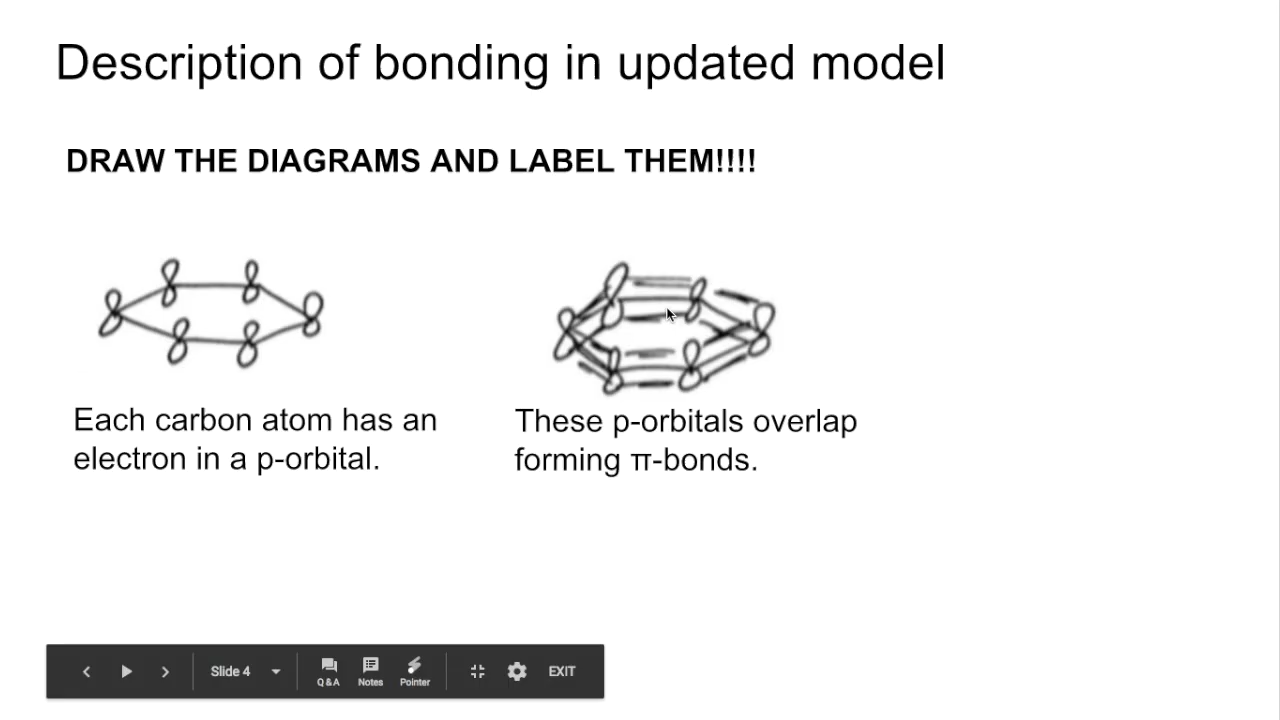 Description of bonding in updated model
DRAW THE DIAGRAMS AND LABEL THEM!!!!
Each carbon atom has an
electron in a p-orbital.
These p-orbitals overlap
forming π-bonds.
Slide 4
Q&A
Notes
Pointer
EXIT